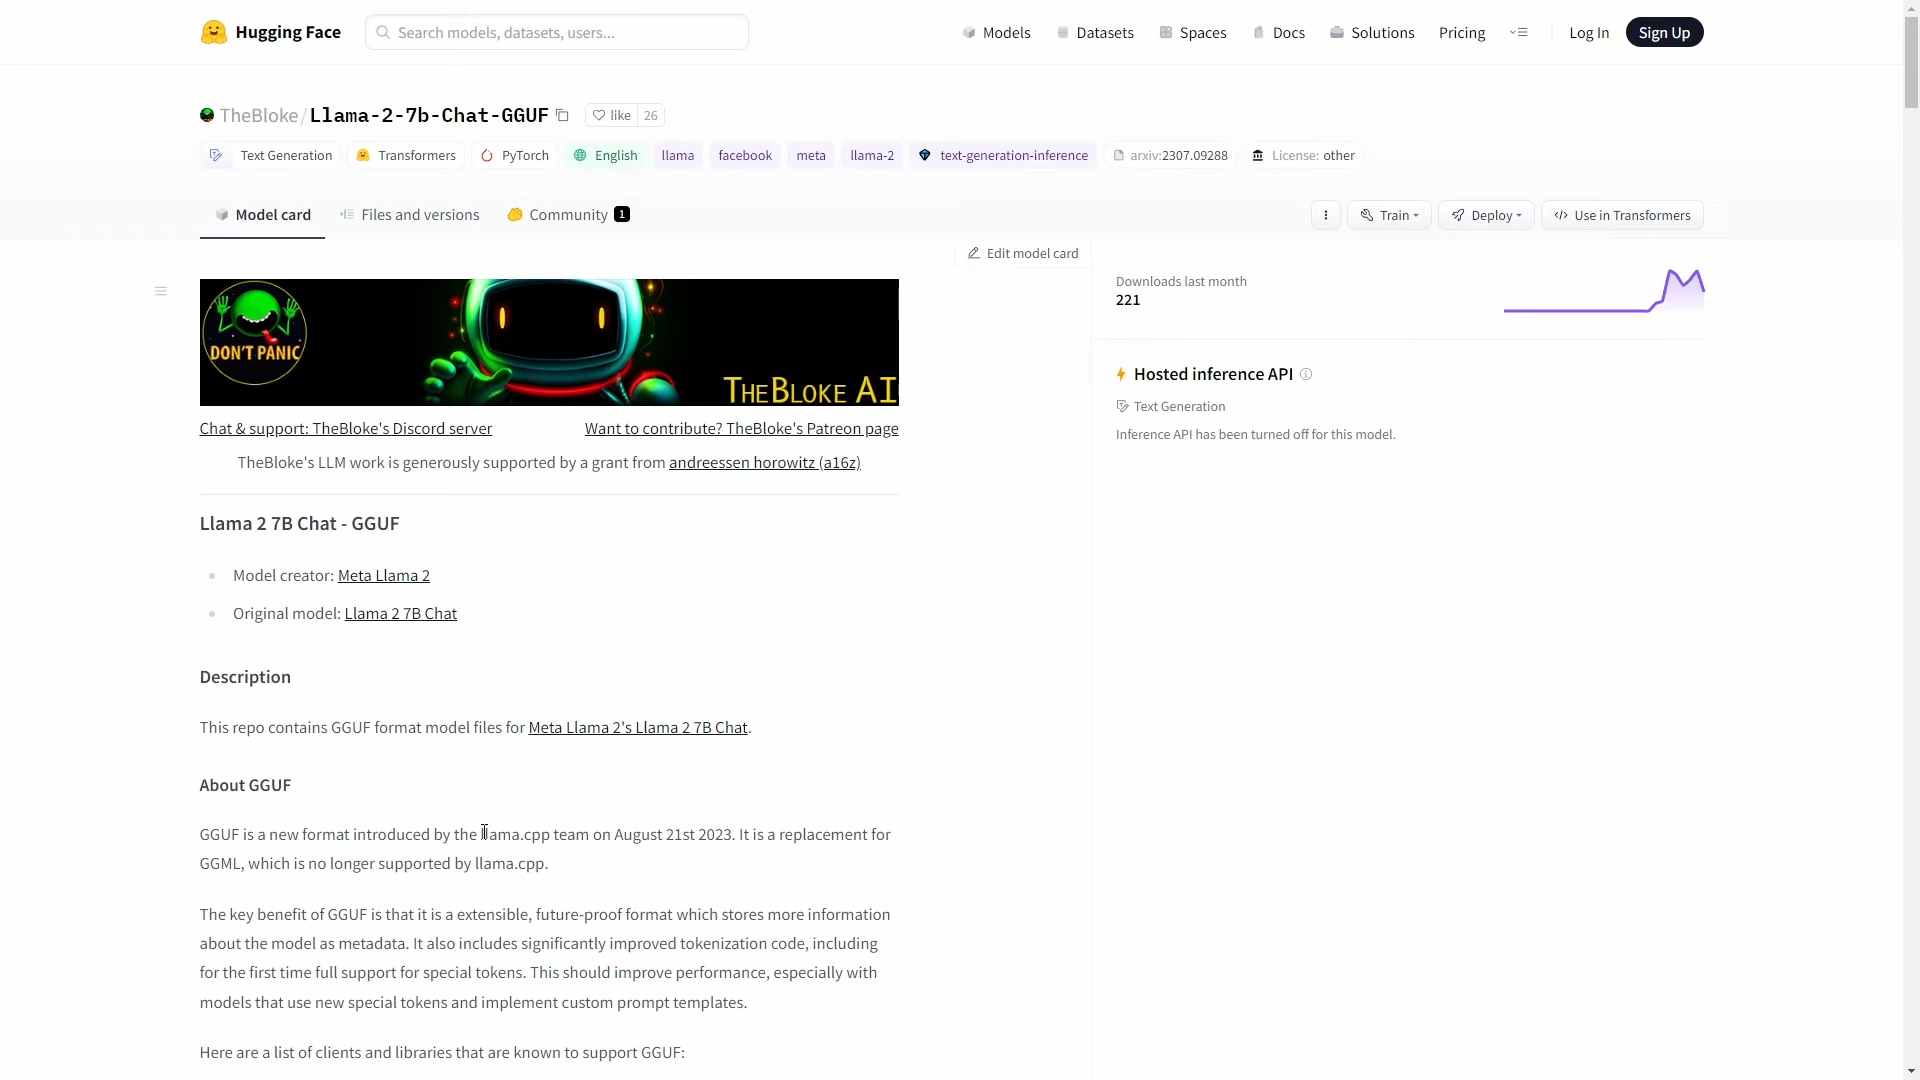 Hugging Face
Search models, datasets, users...
Models
Datasets
Spaces
Docs
Solutions
Pricing
Log In
Sign Up
TheBloke/Llama-2-7b-Chat-GGUF
like 26
Text Generation
Transformers
PyTorch
English
llama
facebook
meta
llama-2
text-generation-inference
arxiv:2307.09288
License: other
Model card
Files and versions
Community 1
Train
Deploy
Use in Transformers
Edit model card
DON'T PANIC
THEBLOKE AI
Chat & support: TheBloke's Discord server
Want to contribute? TheBloke's Patreon page
TheBloke's LLM work is generously supported by a grant from andreessen horowitz (a16z)
Llama 2 7B Chat - GGUF
Model creator: Meta Llama 2
Original model: Llama 2 7B Chat
Description
This repo contains GGUF format model files for Meta Llama 2's Llama 2 7B Chat.
About GGUF
GGUF is a new format introduced by the llama.cpp team on August 21st 2023. It is a replacement for
GGML, which is no longer supported by llama.cpp.
The key benefit of GGUF is that it is a extensible, future-proof format which stores more information
about the model as metadata. It also includes significantly improved tokenization code, including
for the first time full support for special tokens. This should improve performance, especially with
models that use new special tokens and implement custom prompt templates.
Here are a list of clients and libraries that are known to support GGUF:
Downloads last month
221
Hosted inference API
Text Generation
Inference API has been turned off for this model.